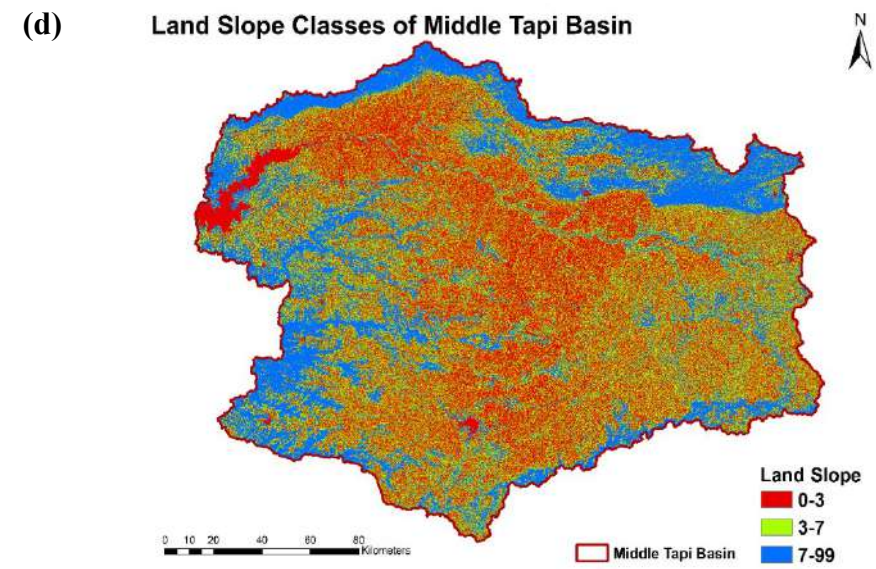 (d)
Land Slope Classes of Middle Tapi Basin
N
Land Slope
0-3
3-7
7-99
0 10 20 40 60 80
Kilometers
Middle Tapi Basin